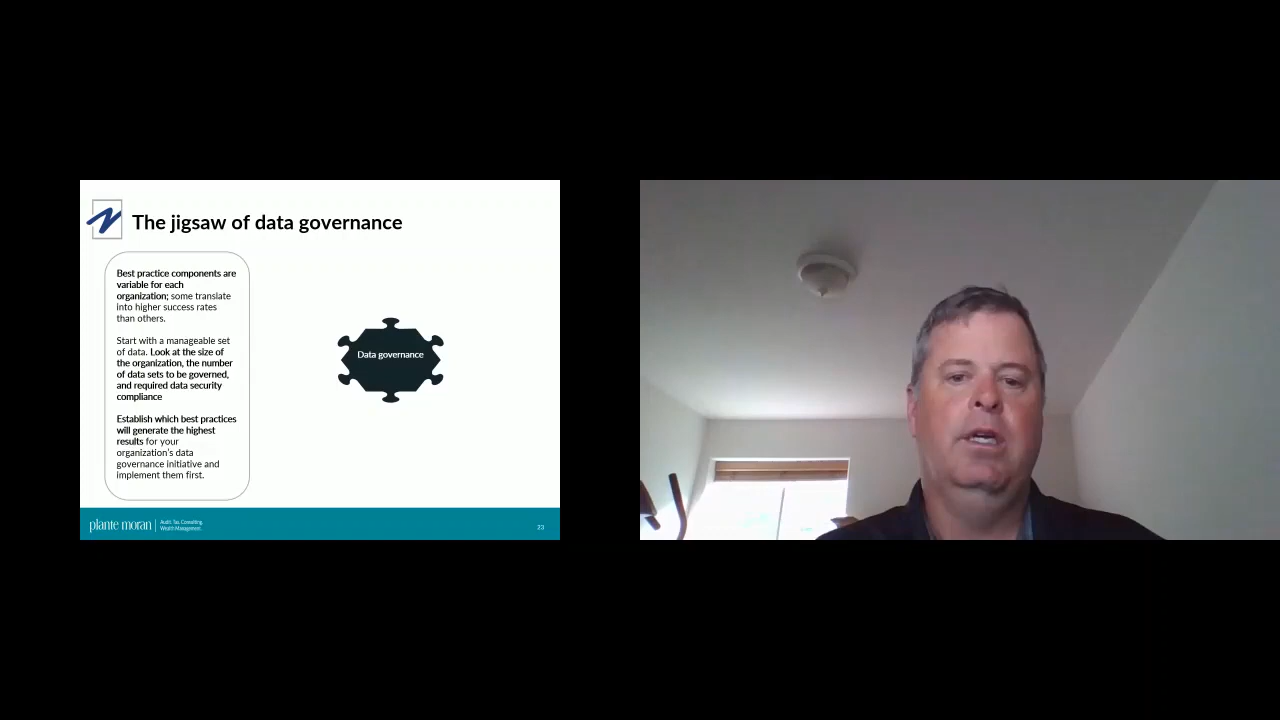 The jigsaw of data governance
Best practice components are
variable for each
organization; some translate
into higher success rates
than others.
Start with a manageable set
of data. Look at the size of
the organization, the number
of data sets to be governed,
and required data security
compliance
Establish which best practices
will generate the highest
results for your
organization's data
governance initiative and
implement them first.
Data governance
plante moran
Audit. Tax. Consulting.
Wealth Management.
23